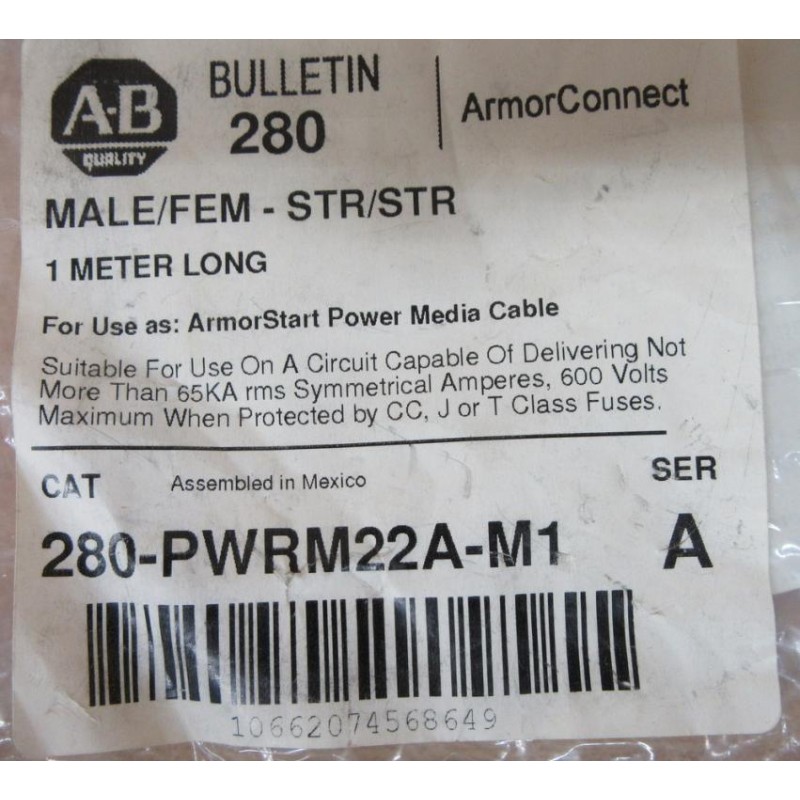 A-B
QUALITY
BULLETIN
280
ArmorConnect
MALE/FEM - STR/STR
1 METER LONG
For Use as: ArmorStart Power Media Cable
Suitable For Use On A Circuit Capable Of Delivering Not
More Than 65KA rms Symmetrical Amperes, 600 Volts
Maximum When Protected by CC, J or T Class Fuses.
CAT
Assembled in Mexico
SER
280-PWRM22A-M1
A
10662074568649